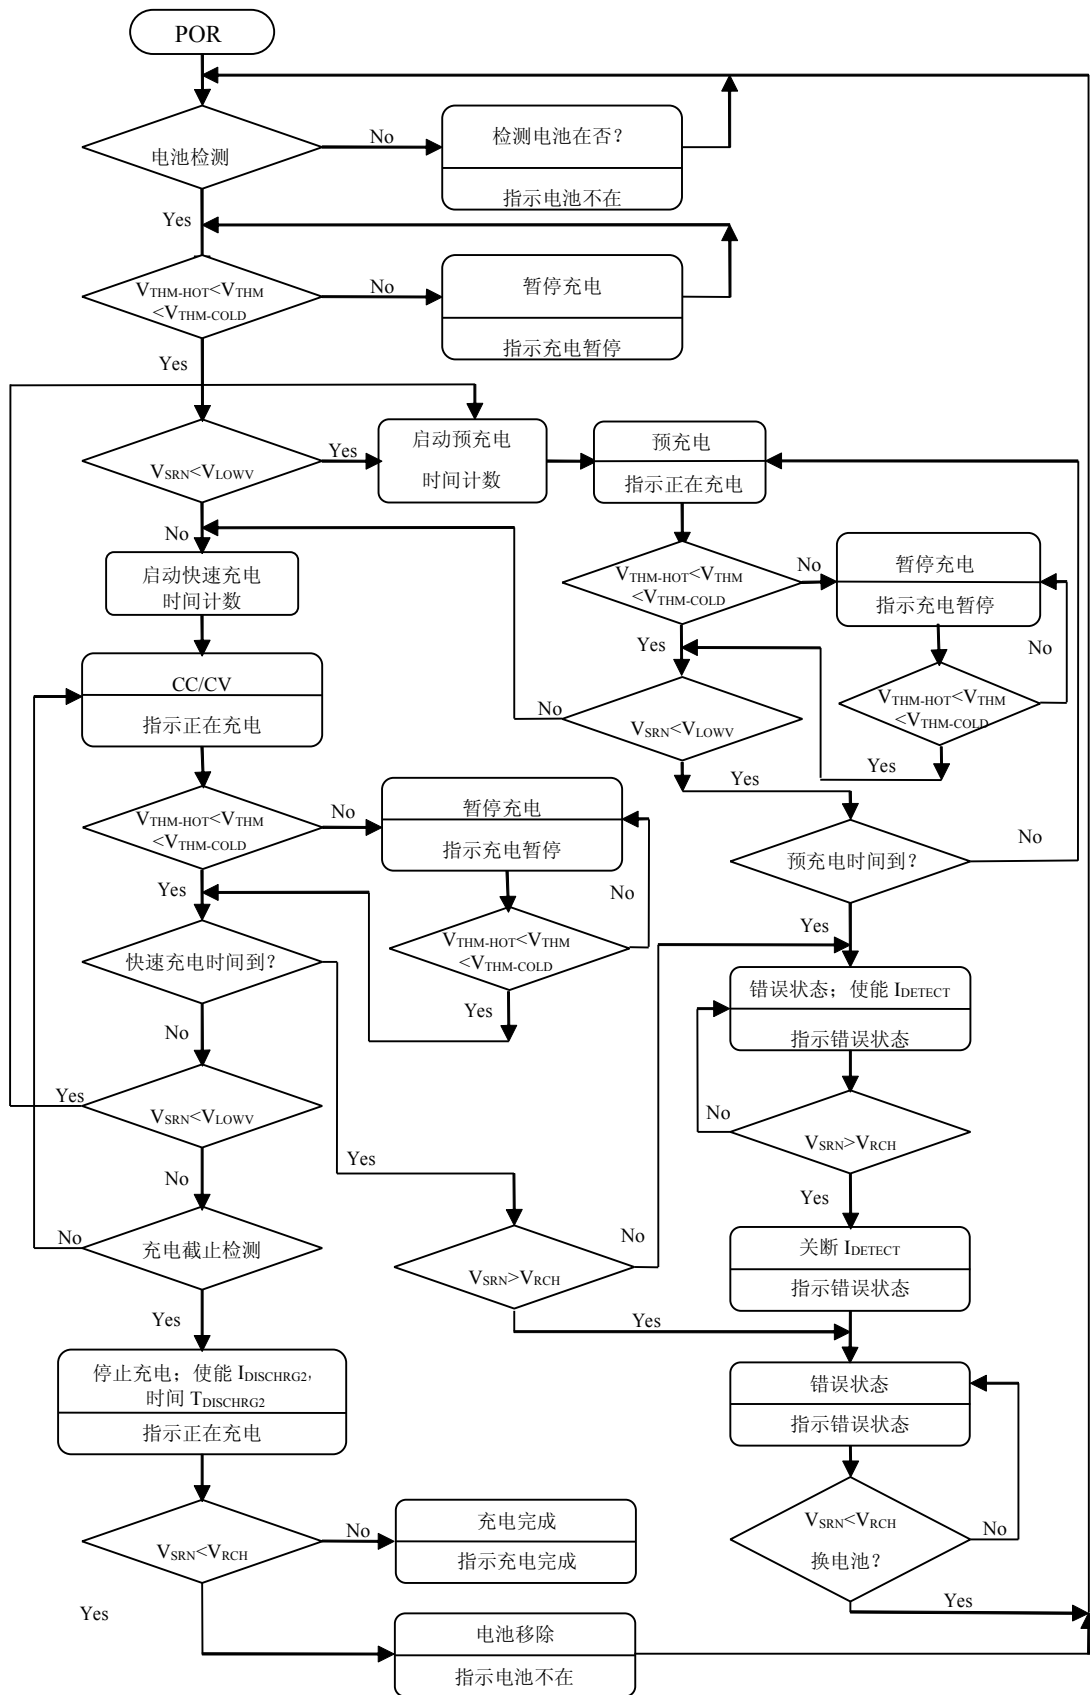 POR
电池检测
No
检测电池在否?
指示电池不在
Yes
VTHM-HOT<VTHM
<VTHM-COLD
No
暂停充电
指示充电暂停
Yes
VSRN<VLOWV
Yes
启动预充电
时间计数
预充电
指示正在充电
No
启动快速充电
时间计数
VTHM-HOT<VTHM
<VTHM-COLD
No
暂停充电
指示充电暂停
Yes
No
VTHM-HOT<VTHM
<VTHM-COLD
Yes
CC/CV
指示正在充电
No
VSRN<VLOWV
Yes
VTHM-HOT<VTHM
<VTHM-COLD
No
暂停充电
指示充电暂停
No
预充电时间到?
No
Yes
VTHM-HOT<VTHM
<VTHM-COLD
Yes
Yes
快速充电时间到?
错误状态；使能 IDETECT
指示错误状态
No
Yes
VSRN<VLOWV
No
VSRN>VRCH
Yes
No
Yes
No
充电截止检测
VSRN>VRCH
No
关断 IDETECT
指示错误状态
Yes
Yes
停止充电；使能 IDISCHRG2,
时间 TDISCHRG2
指示正在充电
错误状态
指示错误状态
VSRN<VRCH
No
充电完成
指示充电完成
VSRN<VRCH
换电池?
No
Yes
Yes
电池移除
指示电池不在